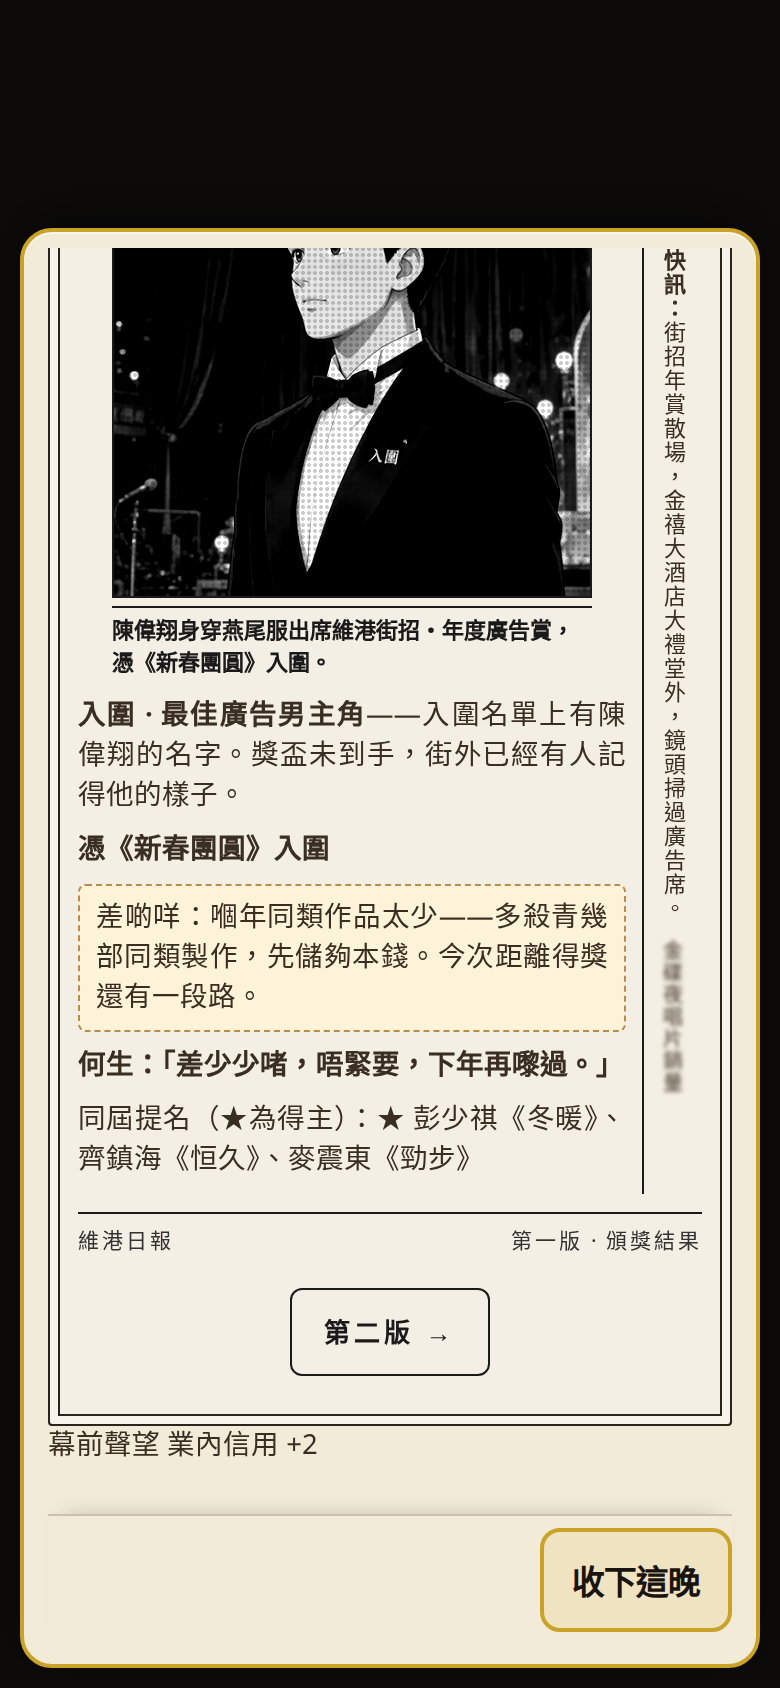 入圍
陳偉翔身穿燕尾服出席維港街招・年度廣告賞，
憑《新春團圓》入圍。
入圍 · 最佳廣告男主角——入圍名單上有陳
偉翔的名字。獎盃未到手，街外已經有人記
得他的樣子。
憑《新春團圓》入圍
差啲咩：嗰年同類作品太少——多殺青幾
部同類製作，先儲夠本錢。今次距離得獎
還有一段路。
何生：「差少少啫，唔緊要，下年再嚟過。」
同屆提名（★為得主）：★ 彭少祺《冬暖》、
齊鎮海《恒久》、麥震東《勁步》
快訊：街招年賞散場，金禧大酒店大禮堂外，鏡頭掃過廣告席。
金碟夜唱片銷量
維港日報
第一版 · 頒獎結果
第二版 →
幕前聲望 業內信用 +2
收下這晚